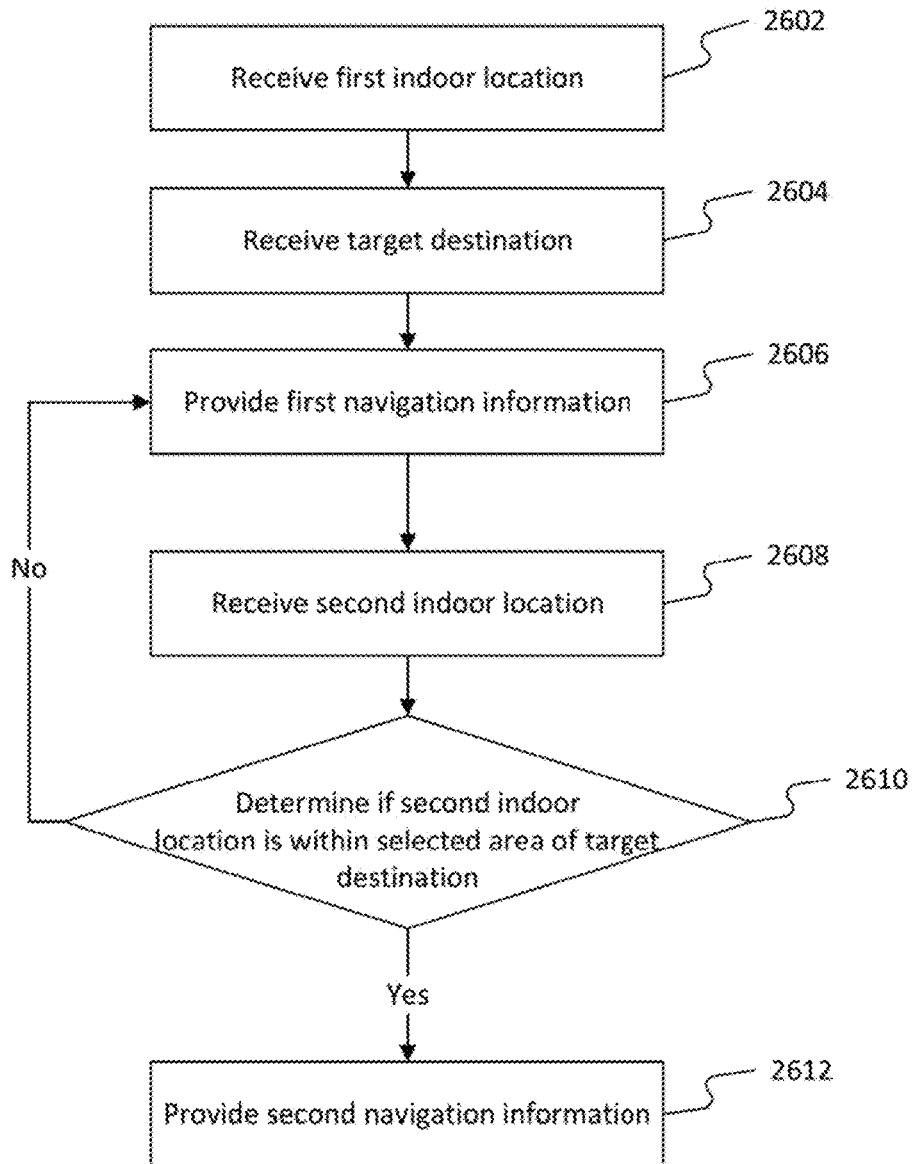 2602
Receive first indoor location
2604
Receive target destination
2606
Provide first navigation information
No
2608
Receive second indoor location
2610
Determine if second indoor
location is within selected area of target
destination
Yes
2612
Provide second navigation information